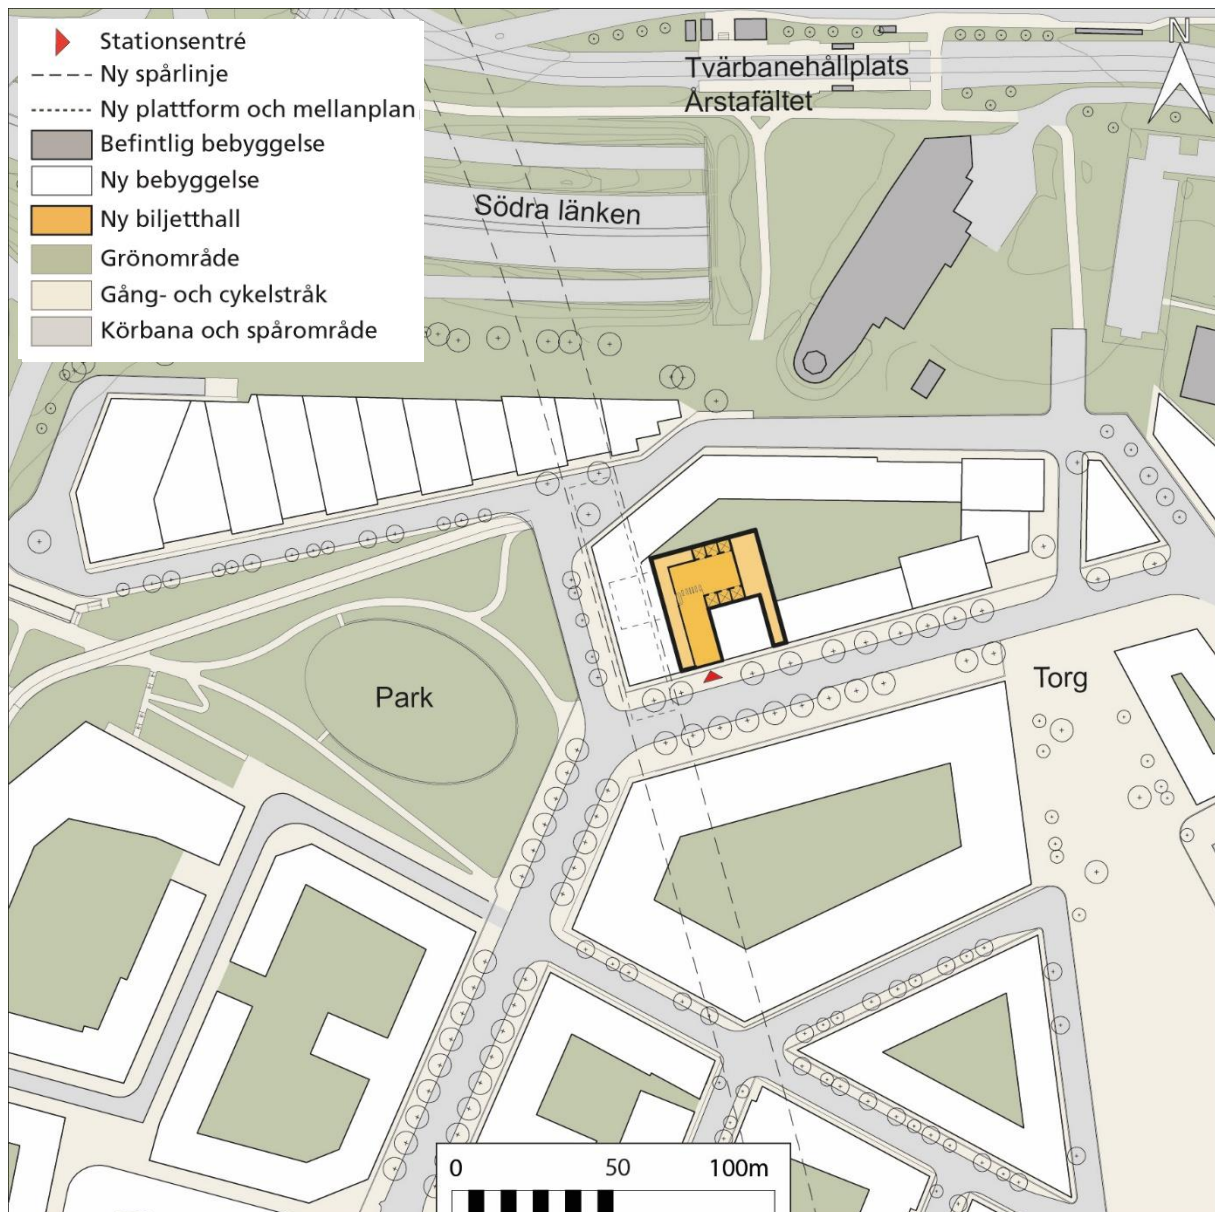 Stationsentré
Ny spårlinje
Ny plattform och mellanplan
Befintlig bebyggelse
Ny bebyggelse
Ny biljetthall
Grönområde
Gång- och cykelstråk
Körbana och spårområde
N
Tvärbanehållplats
Årstafältet
Södra länken
Park
Torg
0 50 100m